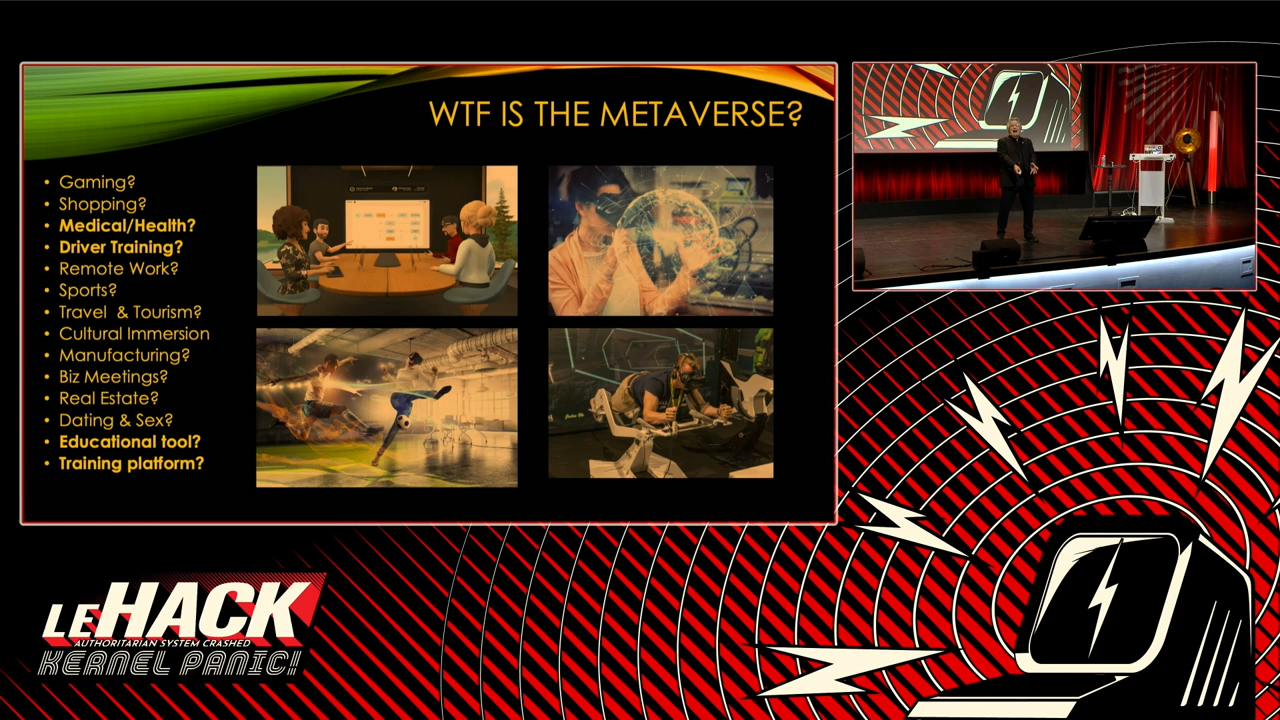 WTF IS THE METAVERSE?
• Gaming?
• Shopping?
• Medical/Health?
• Driver Training?
• Remote Work?
• Sports?
• Travel & Tourism?
• Cultural Immersion
• Manufacturing?
• Biz Meetings?
• Real Estate?
• Dating & Sex?
• Educational tool?
• Training platform?
LEHACK
AUTHORITARIAN SYSTEM CRASHED
KERNEL PANIC!